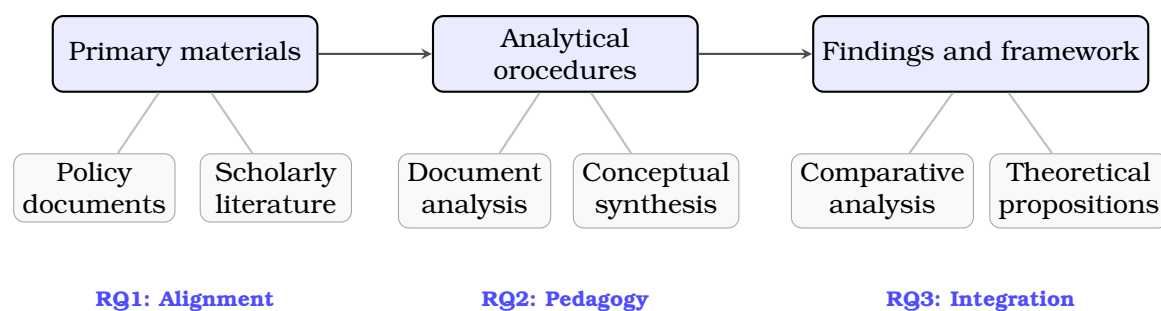 Primary materials
Analytical
orocedures
Findings and framework
Policy
documents
Scholarly
literature
Document
analysis
Conceptual
synthesis
Comparative
analysis
Theoretical
propositions
RQ1: Alignment
RQ2: Pedagogy
RQ3: Integration